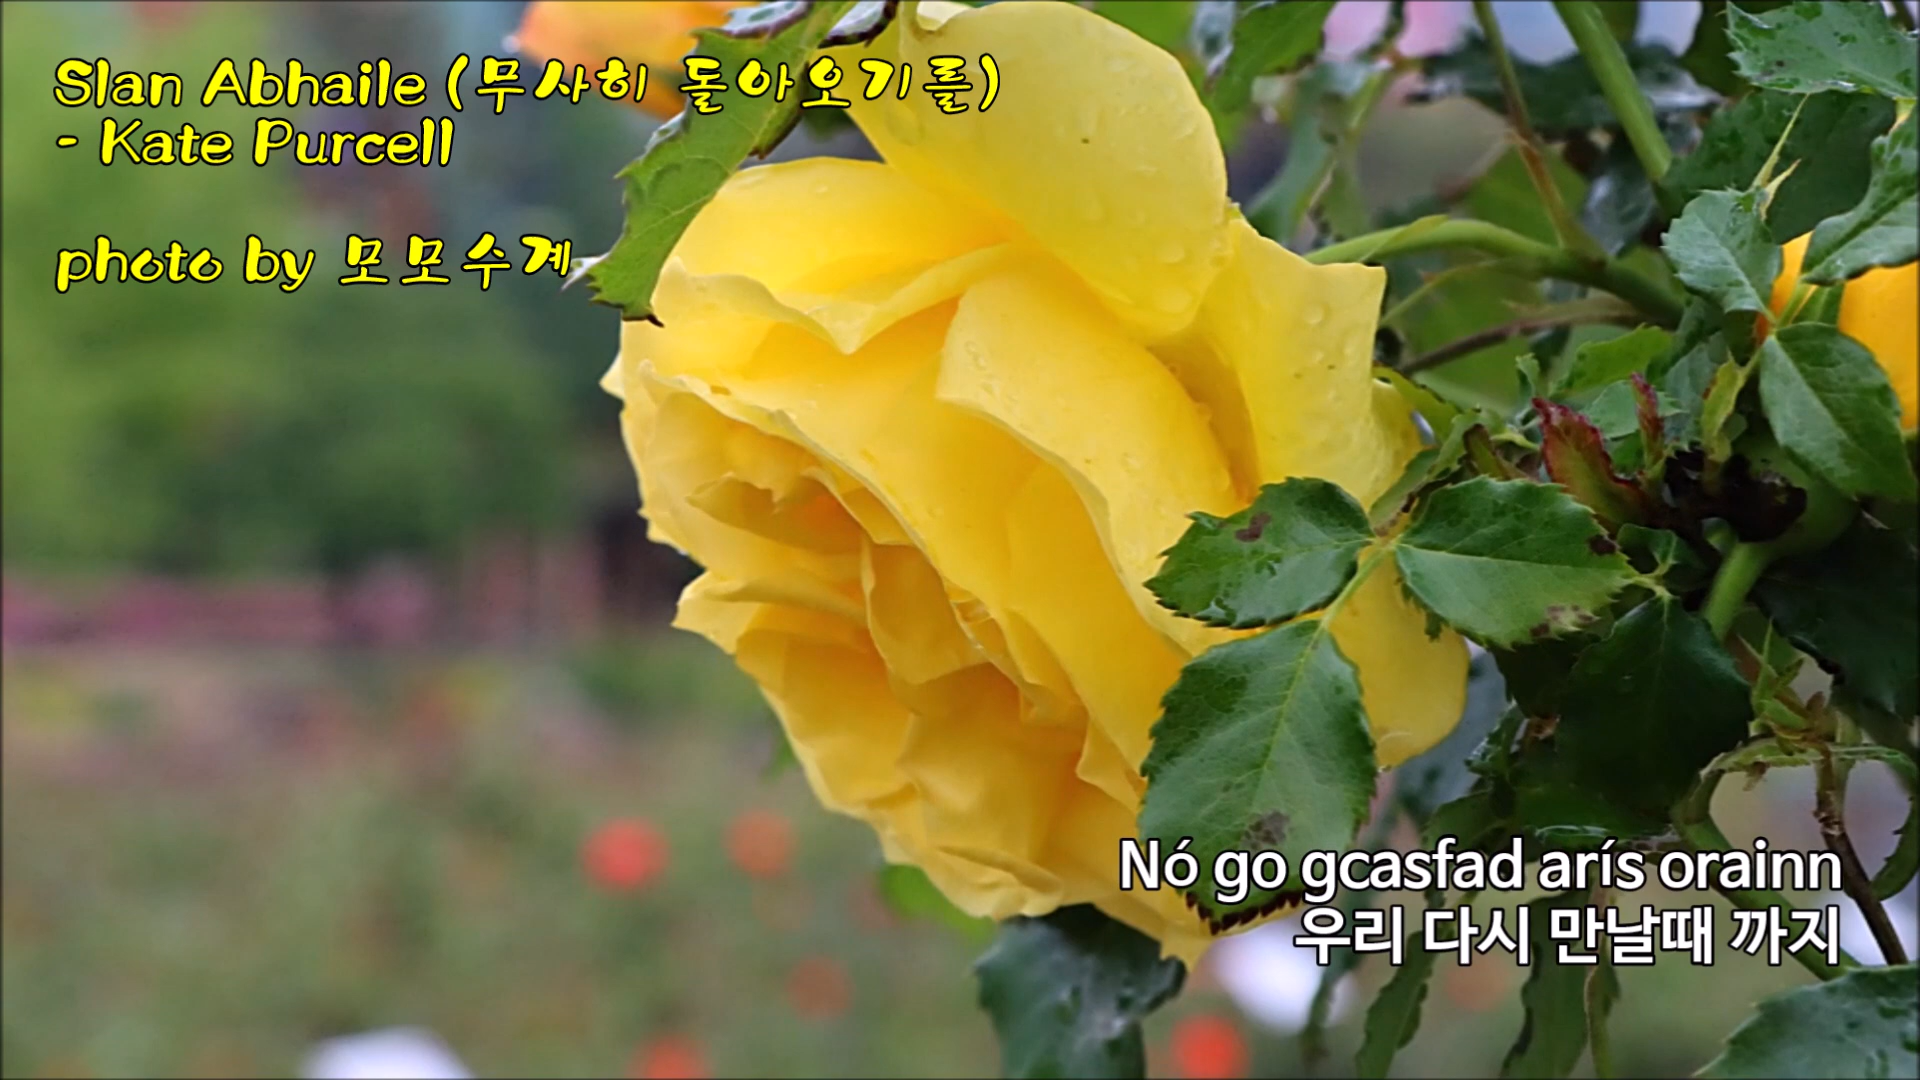 Slan Abhaile (무사히 돌아오기를)
- Kate Purcell
photo by 모모수계
Nó go gcasfad arís orainn
우리 다시 만날때 까지